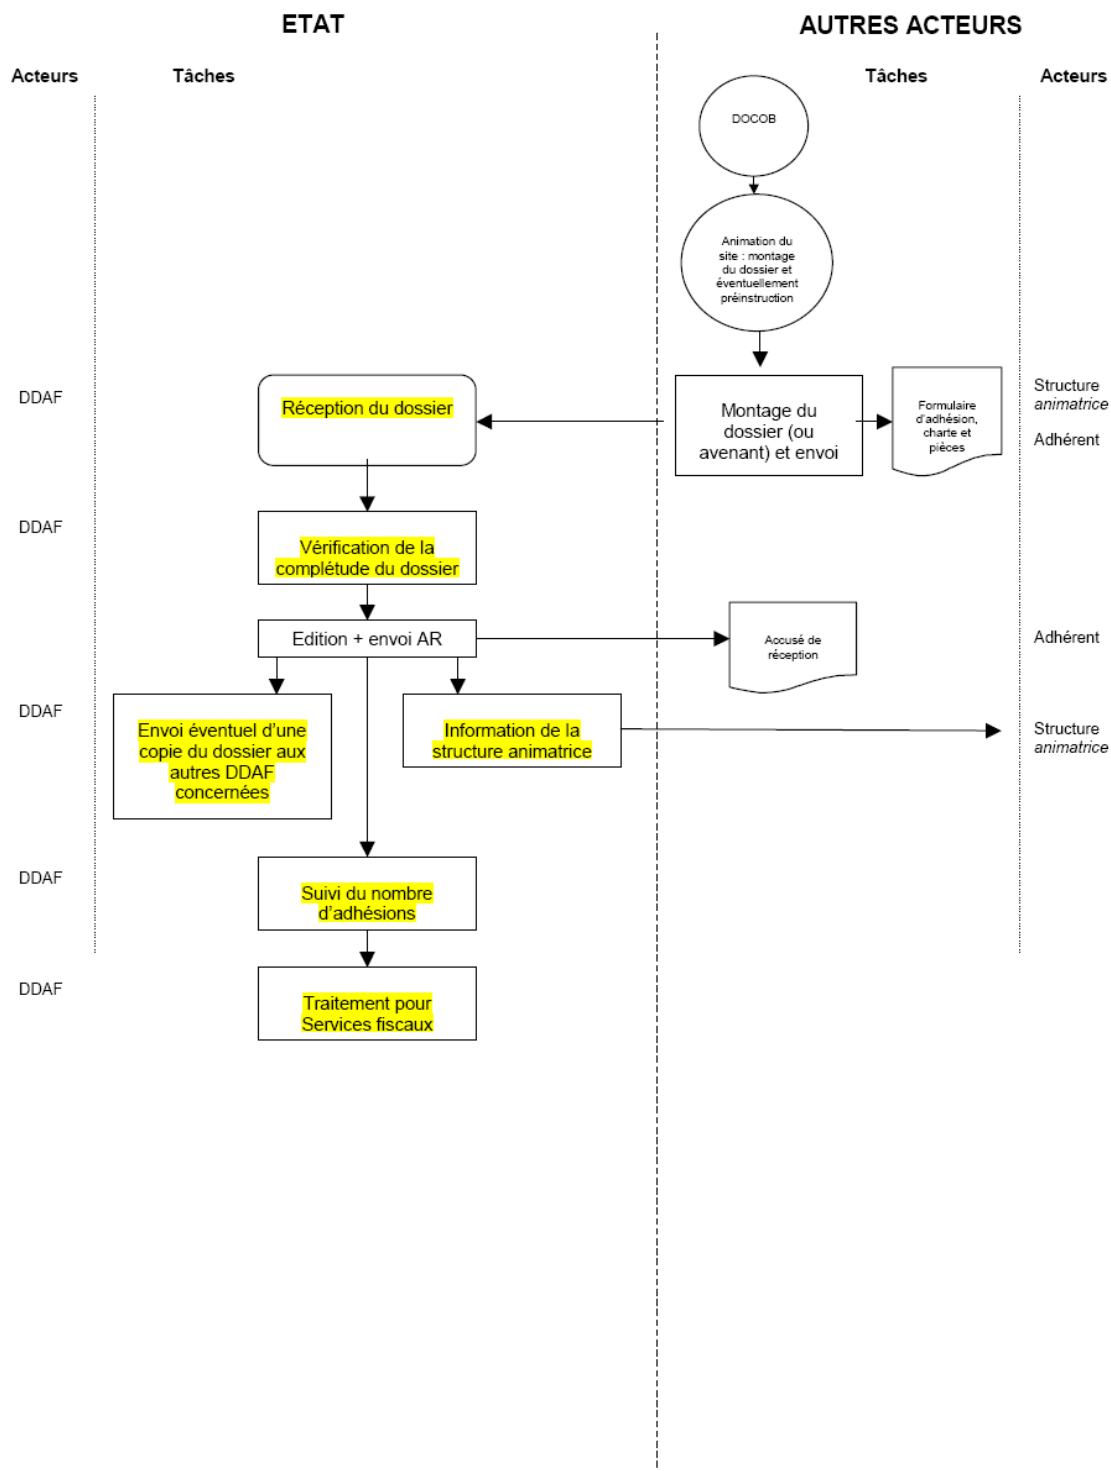 ETAT
AUTRES ACTEURS
Acteurs
Tâches
Tâches
Acteurs
DOCOB
Animation du
site : montage
du dossier et
éventuellement
préinstruction
DDAF
Réception du dossier
Montage du
dossier (ou
avenant) et envoi
Formulaire
d'adhésion,
charte et
pièces
Structure
animatrice
Adhérent
DDAF
Vérification de la
complétude du dossier
Edition + envoi AR
Accusé de
réception
Adhérent
DDAF
Envoi éventuel d'une
copie du dossier aux
autres DDAF
concernées
Information de la
structure animatrice
Structure
animatrice
DDAF
Suivi du nombre
d'adhésions
DDAF
Traitement pour
Services fiscaux